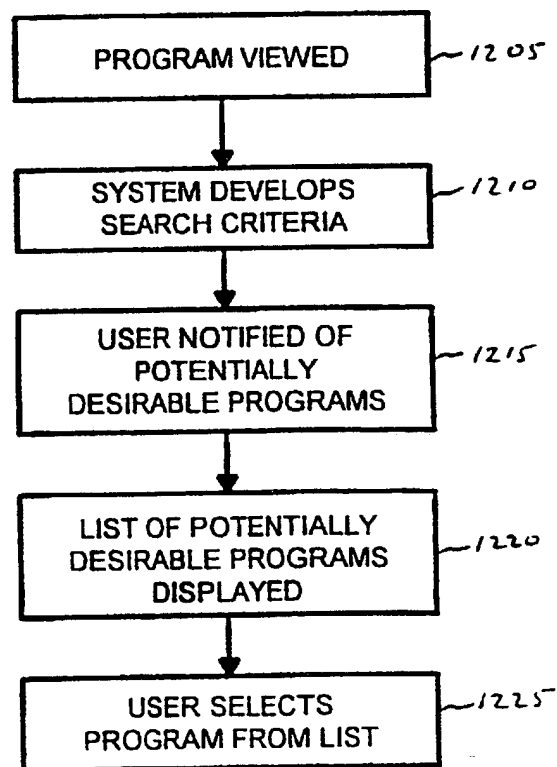 PROGRAM VIEWED 1205
SYSTEM DEVELOPS
SEARCH CRITERIA 1210
USER NOTIFIED OF
POTENTIALLY
DESIRABLE PROGRAMS 1215
LIST OF POTENTIALLY
DESIRABLE PROGRAMS
DISPLAYED 1220
USER SELECTS
PROGRAM FROM LIST 1225